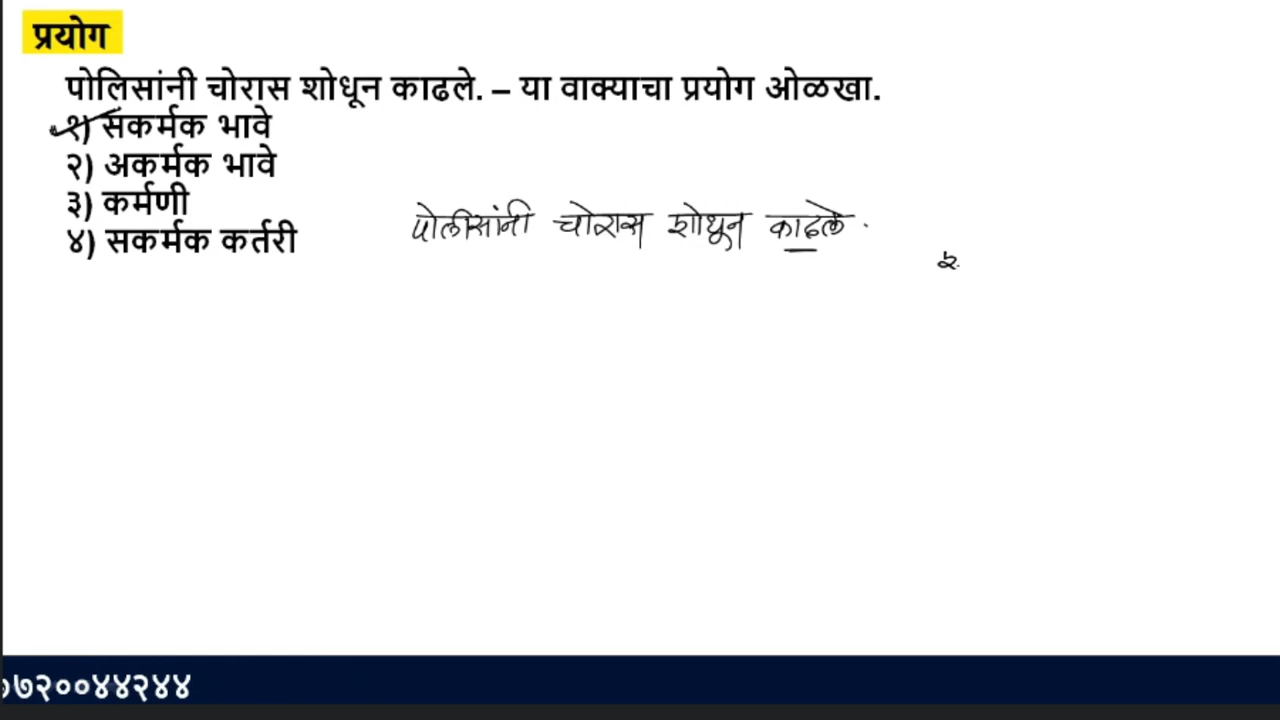 प्रयोग
पोलिसांनी चोरास शोधून काढले. – या वाक्याचा प्रयोग ओळखा.
१) सकर्मक भावे
२) अकर्मक भावे
३) कर्मणी
४) सकर्मक कर्तरी
पोलीसांनी चोरास शोधून काढले.
७२००४४२४४